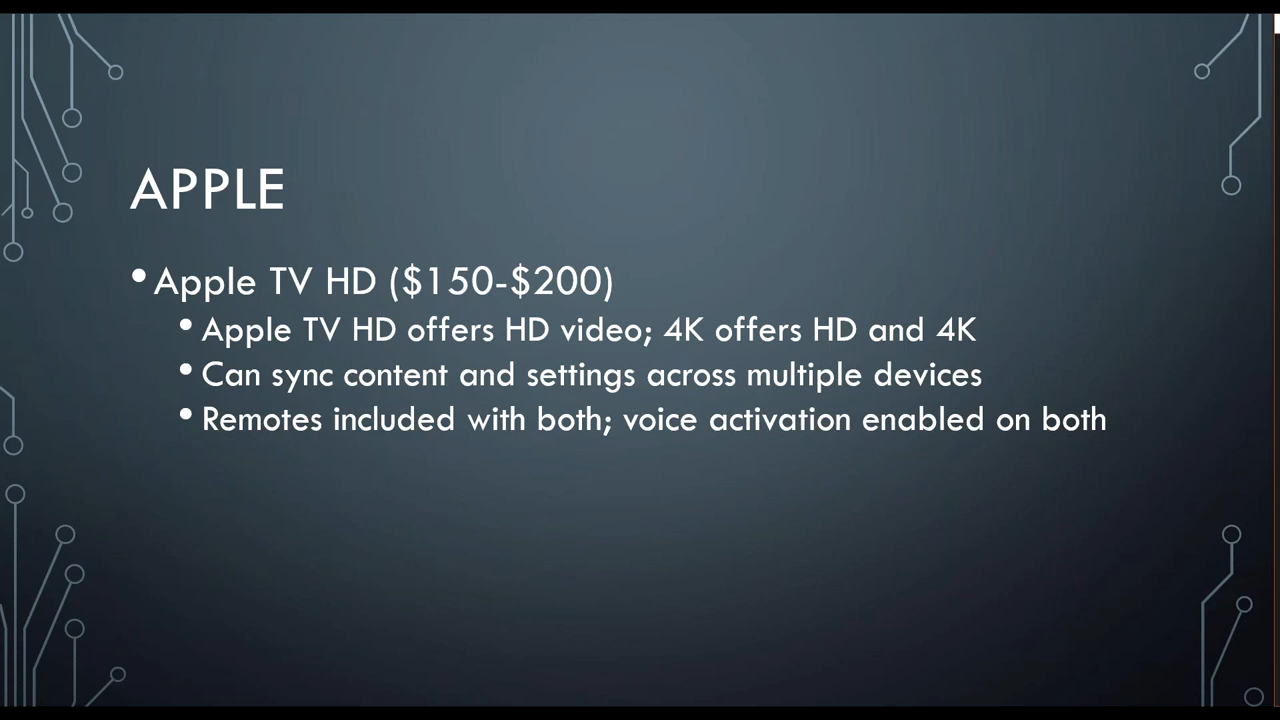 APPLE
•Apple TV HD ($150-$200)
•Apple TV HD offers HD video; 4K offers HD and 4K
•Can sync content and settings across multiple devices
•Remotes included with both; voice activation enabled on both